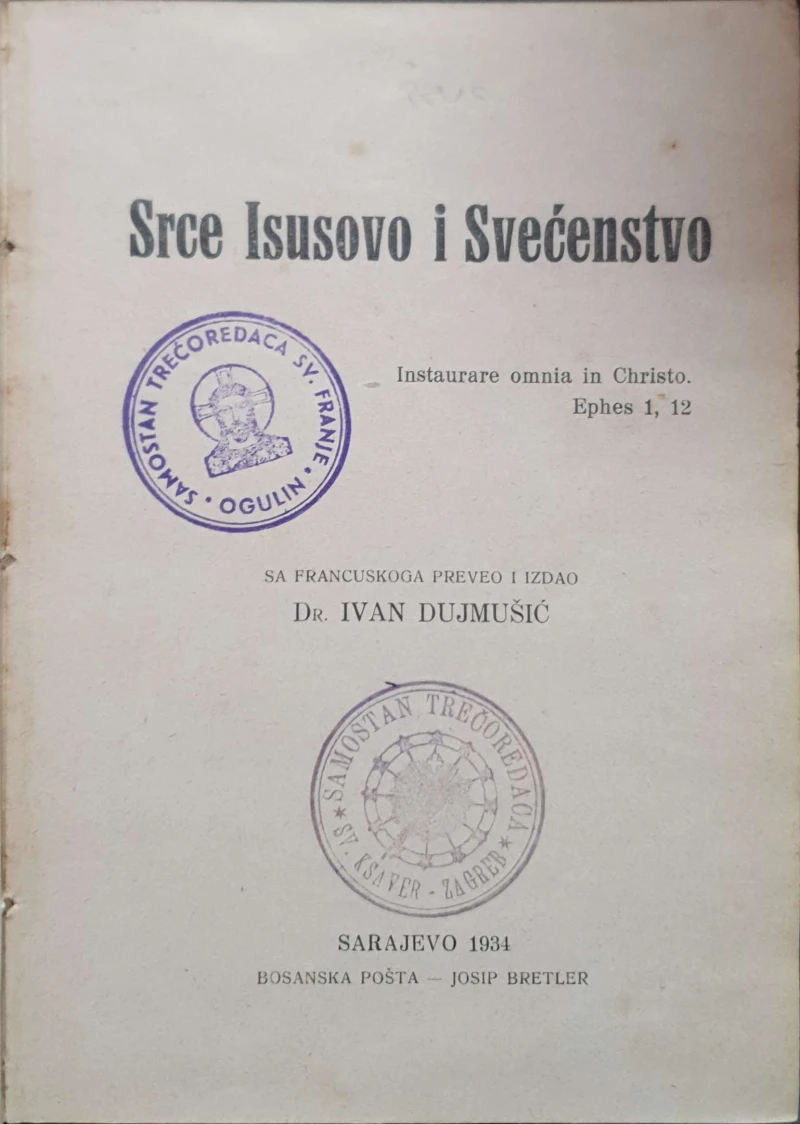 Srce Isusovo i Svećenstvo
SAMOSTAN TREĆOREDACA SV. FRANJE • OGULIN •
Instaurare omnia in Christo.
Ephes 1, 12
SA FRANCUSKOGA PREVEO I IZDAO
DR. IVAN DUJMUŠIĆ
SAMOSTAN TREĆOREDACA
* SV. KSAVER - ZAGREB *
SARAJEVO 1934
BOSANSKA POŠTA — JOSIP BRETLER